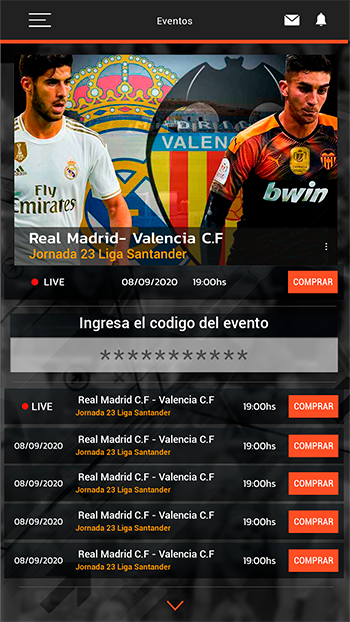 Eventos
DRID
VALEN
Fly
Emirates
bwin
Real Madrid- Valencia C.F
Jornada 23 Liga Santander
LIVE 08/09/2020 19:00hs COMPRAR
Ingresa el codigo del evento
***********
LIVE Real Madrid C.F - Valencia C.F 19:00hs COMPRAR
Jornada 23 Liga Santander
08/09/2020 Real Madrid C.F - Valencia C.F 19:00hs COMPRAR
Jornada 23 Liga Santander
08/09/2020 Real Madrid C.F - Valencia C.F 19:00hs COMPRAR
Jornada 23 Liga Santander
08/09/2020 Real Madrid C.F - Valencia C.F 19:00hs COMPRAR
Jornada 23 Liga Santander
08/09/2020 Real Madrid C.F - Valencia C.F 19:00hs COMPRAR
Jornada 23 Liga Santander